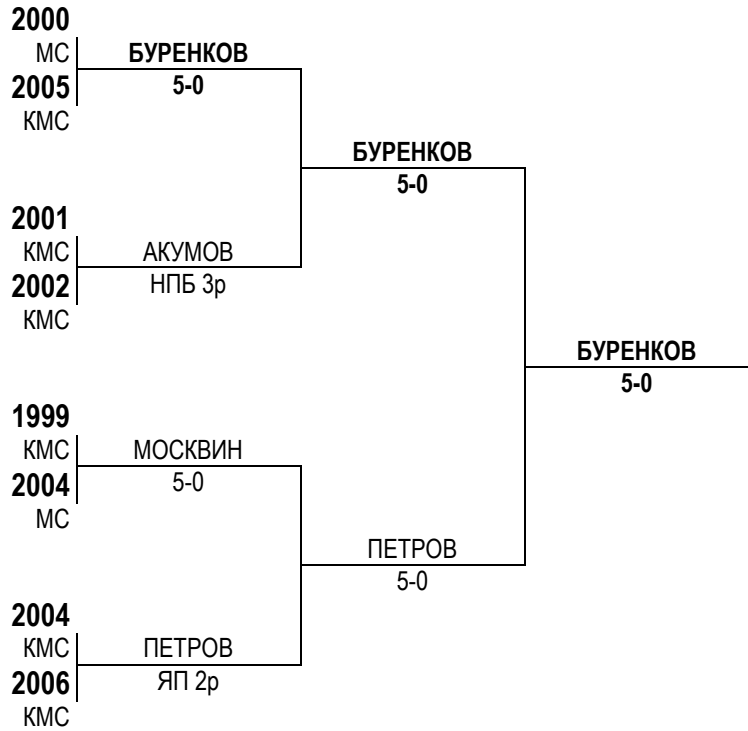 2000
МС
БУРЕНКОВ
2005
5-0
КМС
БУРЕНКОВ
5-0
2001
КМС
АКУМОВ
2002
НПБ 3р
КМС
БУРЕНКОВ
5-0
1999
КМС
МОСКВИН
2004
5-0
МС
ПЕТРОВ
5-0
2004
КМС
ПЕТРОВ
2006
ЯП 2р
КМС